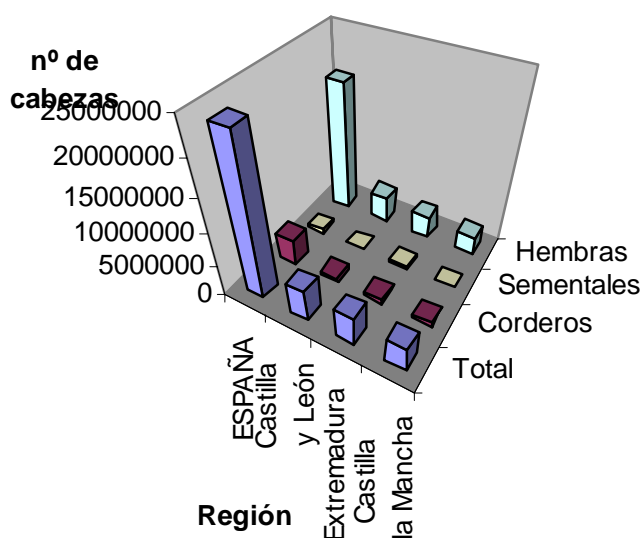 nº de
cabezas
25000000
20000000
15000000
10000000
5000000
0
Hembras
Sementales
Corderos
Total
ESPAÑA
Castilla
y León
Extremadura
Castilla
la Mancha
Región